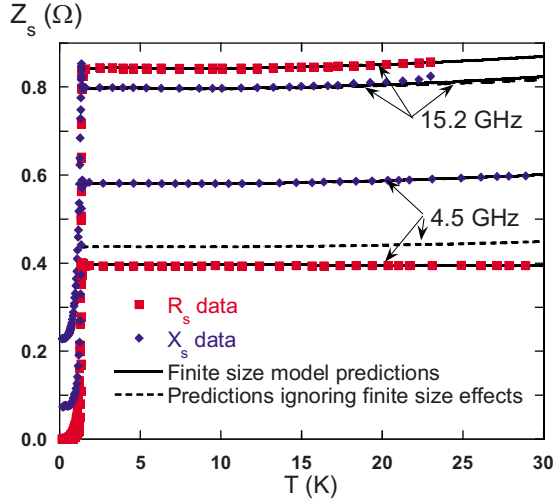 Z_s (Ω)
0.8
15.2 GHz
0.6
4.5 GHz
0.4
R_s data
X_s data
0.2
Finite size model predictions
Predictions ignoring finite size effects
0.0
0 5 10 15 20 25 30
T (K)